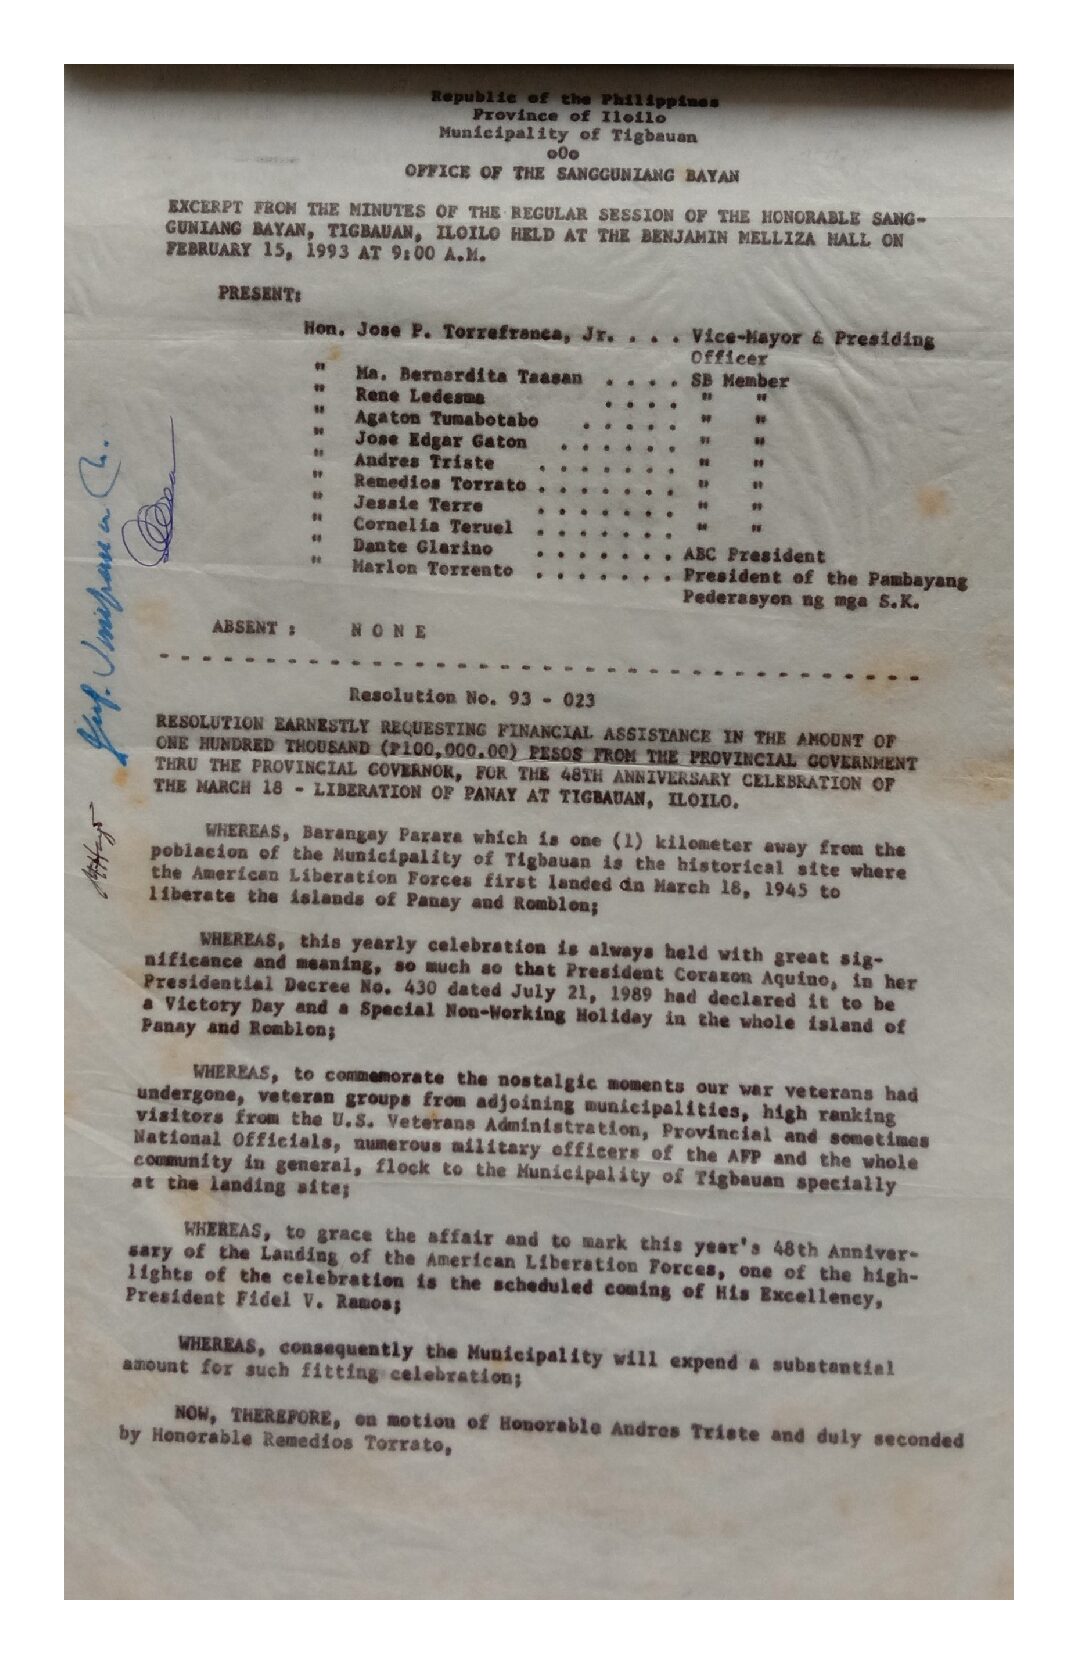 Republic of the Philippines
Province of Iloilo
Municipality of Tigbauan
oOo
OFFICE OF THE SANGGUNIANG BAYAN
EXCERPT FROM THE MINUTES OF THE REGULAR SESSION OF THE HONORABLE SANG-
GUNIANG BAYAN, TIGBAUAN, ILOILO HELD AT THE BENJAMIN MELLIZA HALL ON
FEBRUARY 15, 1993 AT 9:00 A.M.
PRESENT:
Hon. Jose P. Torrefranca, Jr. . . . Vice-Mayor & Presiding
Officer
" Ma. Bernardita Taasan . . . . SB Member
" Rene Ledesma . . . . " "
" Agaton Tumabotabo . . . . . " "
" Jose Edgar Gaton . . . . . . " "
" Andres Triste . . . . . . . " "
" Remedios Torrato . . . . . . . " "
" Jessie Terre . . . . . . . " "
" Cornelia Teruel . . . . . . . " "
" Dante Glarino . . . . . . . ABC President
" Marlon Torrento . . . . . . . President of the Pambayang
Pederasyon ng mga S.K.
ABSENT : N O N E
- - - - - - - - - - - - - - - - - - - - - - - - - - - - - - - - - - - -
Resolution No. 93 - 023
RESOLUTION EARNESTLY REQUESTING FINANCIAL ASSISTANCE IN THE AMOUNT OF
ONE HUNDRED THOUSAND (₱100,000.00) PESOS FROM THE PROVINCIAL GOVERNMENT
THRU THE PROVINCIAL GOVERNOR, FOR THE 48TH ANNIVERSARY CELEBRATION OF
THE MARCH 18 - LIBERATION OF PANAY AT TIGBAUAN, ILOILO.
WHEREAS, Barangay Parara which is one (1) kilometer away from the
poblacion of the Municipality of Tigbauan is the historical site where
the American Liberation Forces first landed on March 18, 1945 to
liberate the islands of Panay and Romblon;
WHEREAS, this yearly celebration is always held with great sig-
nificance and meaning, so much so that President Corazon Aquino, in her
Presidential Decree No. 430 dated July 21, 1989 had declared it to be
a Victory Day and a Special Non-Working Holiday in the whole island of
Panay and Romblon;
WHEREAS, to commemorate the nostalgic moments our war veterans had
undergone, veteran groups from adjoining municipalities, high ranking
visitors from the U.S. Veterans Administration, Provincial and sometimes
National Officials, numerous military officers of the AFP and the whole
community in general, flock to the Municipality of Tigbauan specially
at the landing site;
WHEREAS, to grace the affair and to mark this year's 48th Anniver-
sary of the Landing of the American Liberation Forces, one of the high-
lights of the celebration is the scheduled coming of His Excellency,
President Fidel V. Ramos;
WHEREAS, consequently the Municipality will expend a substantial
amount for such fitting celebration;
NOW, THEREFORE, on motion of Honorable Andres Triste and duly seconded
by Honorable Remedios Torrato,